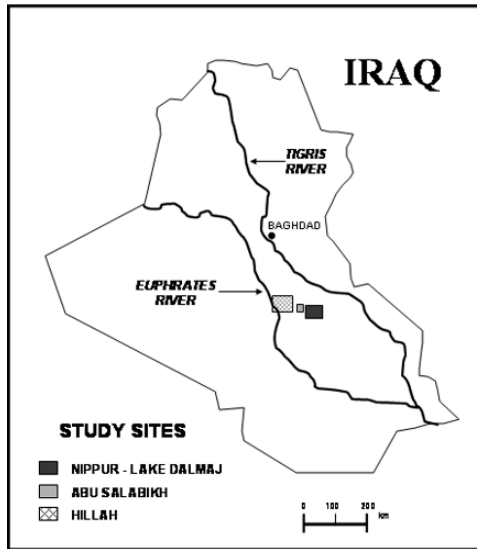 IRAQ
TIGRIS
RIVER
BAGHDAD
EUPHRATES
RIVER
STUDY SITES
NIPPUR - LAKE DALMAJ
ABU SALABIKH
HILLAH
0 100 200
km